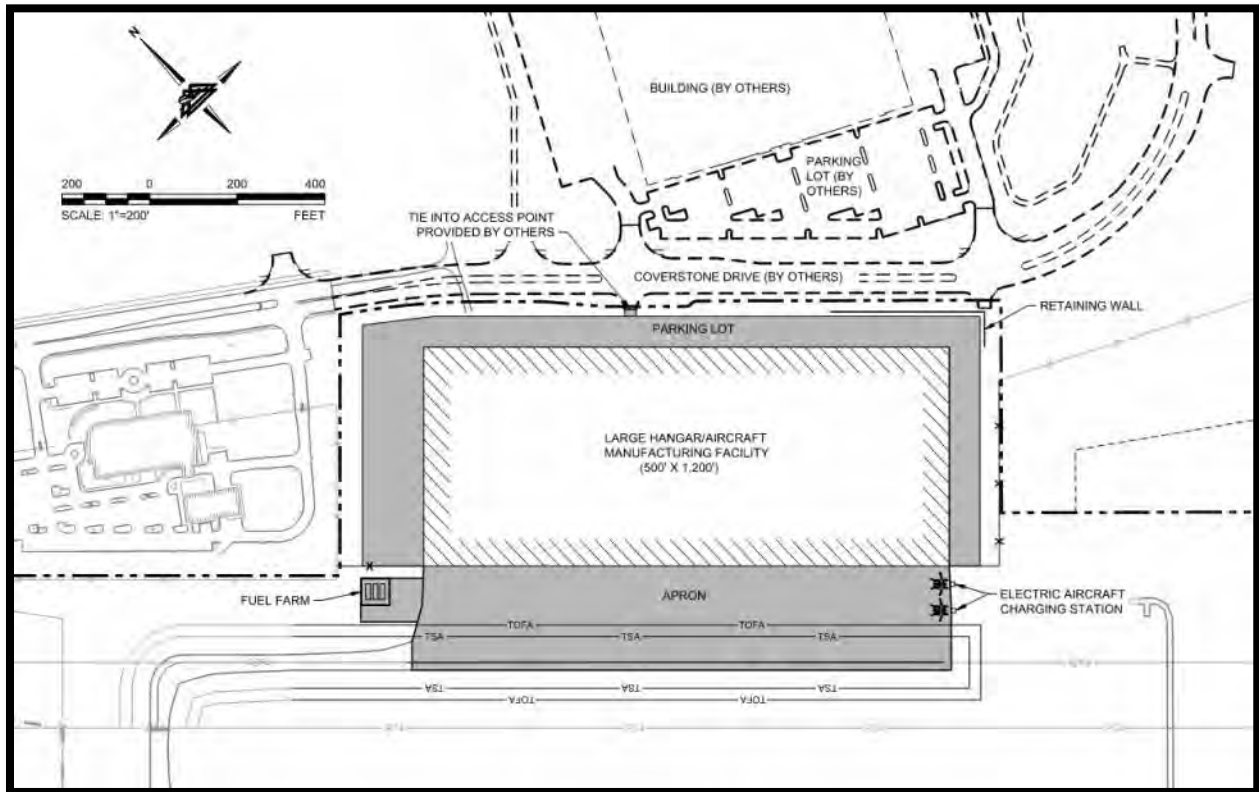 N
BUILDING (BY OTHERS)
PARKING
LOT (BY
OTHERS)
200 0 200 400
SCALE: 1"=200' FEET
TIE INTO ACCESS POINT
PROVIDED BY OTHERS
COVERSTONE DRIVE (BY OTHERS)
RETAINING WALL
PARKING LOT
LARGE HANGAR/AIRCRAFT
MANUFACTURING FACILITY
(500' X 1,200')
FUEL FARM
APRON
ELECTRIC AIRCRAFT
CHARGING STATION
TOFA TOFA
TSA TSA TSA
TSA TSA TSA
TOFA TOFA